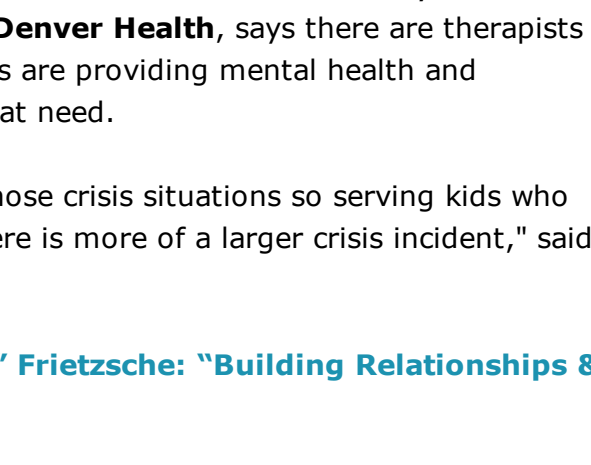 Denver Health, says there are therapists
s are providing mental health and
at need.
hose crisis situations so serving kids who
ere is more of a larger crisis incident," said
" Frietzsche: “Building Relationships &